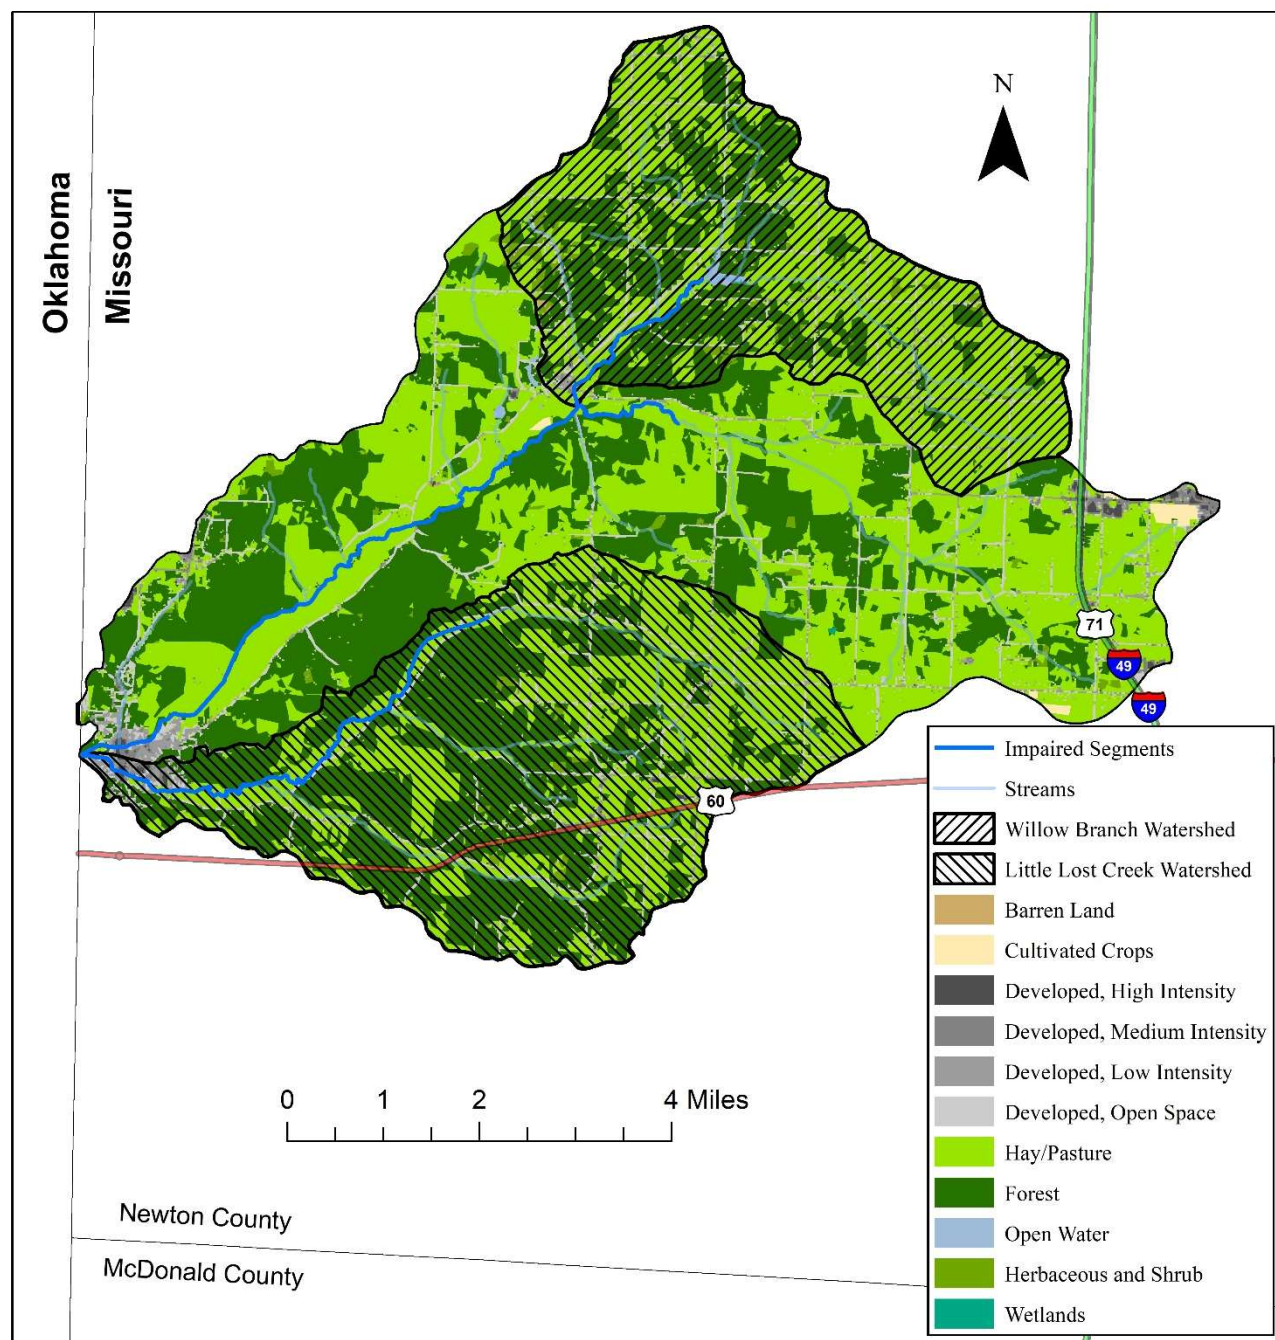 N
Oklahoma
Missouri
71
49
49
60
Impaired Segments
Streams
Willow Branch Watershed
Little Lost Creek Watershed
Barren Land
Cultivated Crops
Developed, High Intensity
Developed, Medium Intensity
Developed, Low Intensity
Developed, Open Space
Hay/Pasture
Forest
Open Water
Herbaceous and Shrub
Wetlands
0 1 2 4 Miles
Newton County
McDonald County